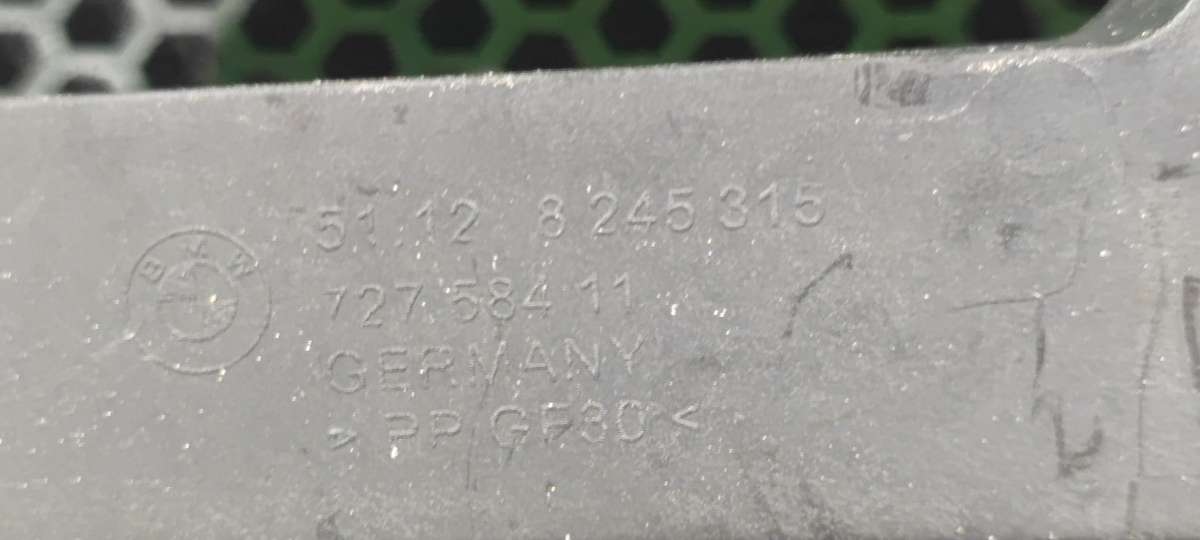 BMW
51.12 8 245 315
727.584 11
GERMANY
> PP GF30 <